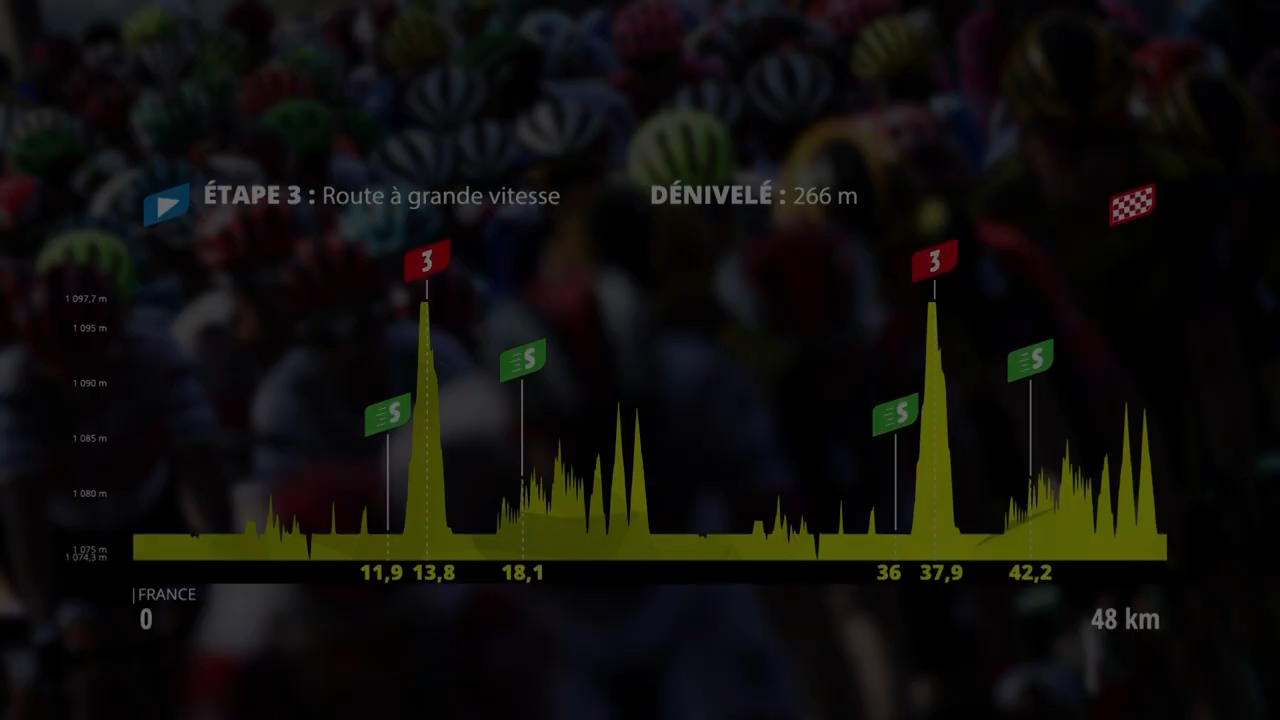 ÉTAPE 3 : Route à grande vitesse
DÉNIVELÉ : 266 m
3
3
1 097,7 m
1 095 m
S
S
1 090 m
S
S
1 085 m
1 080 m
1 075 m
1 074,3 m
11,9 13,8 18,1 36 37,9 42,2
FRANCE
0
48 km